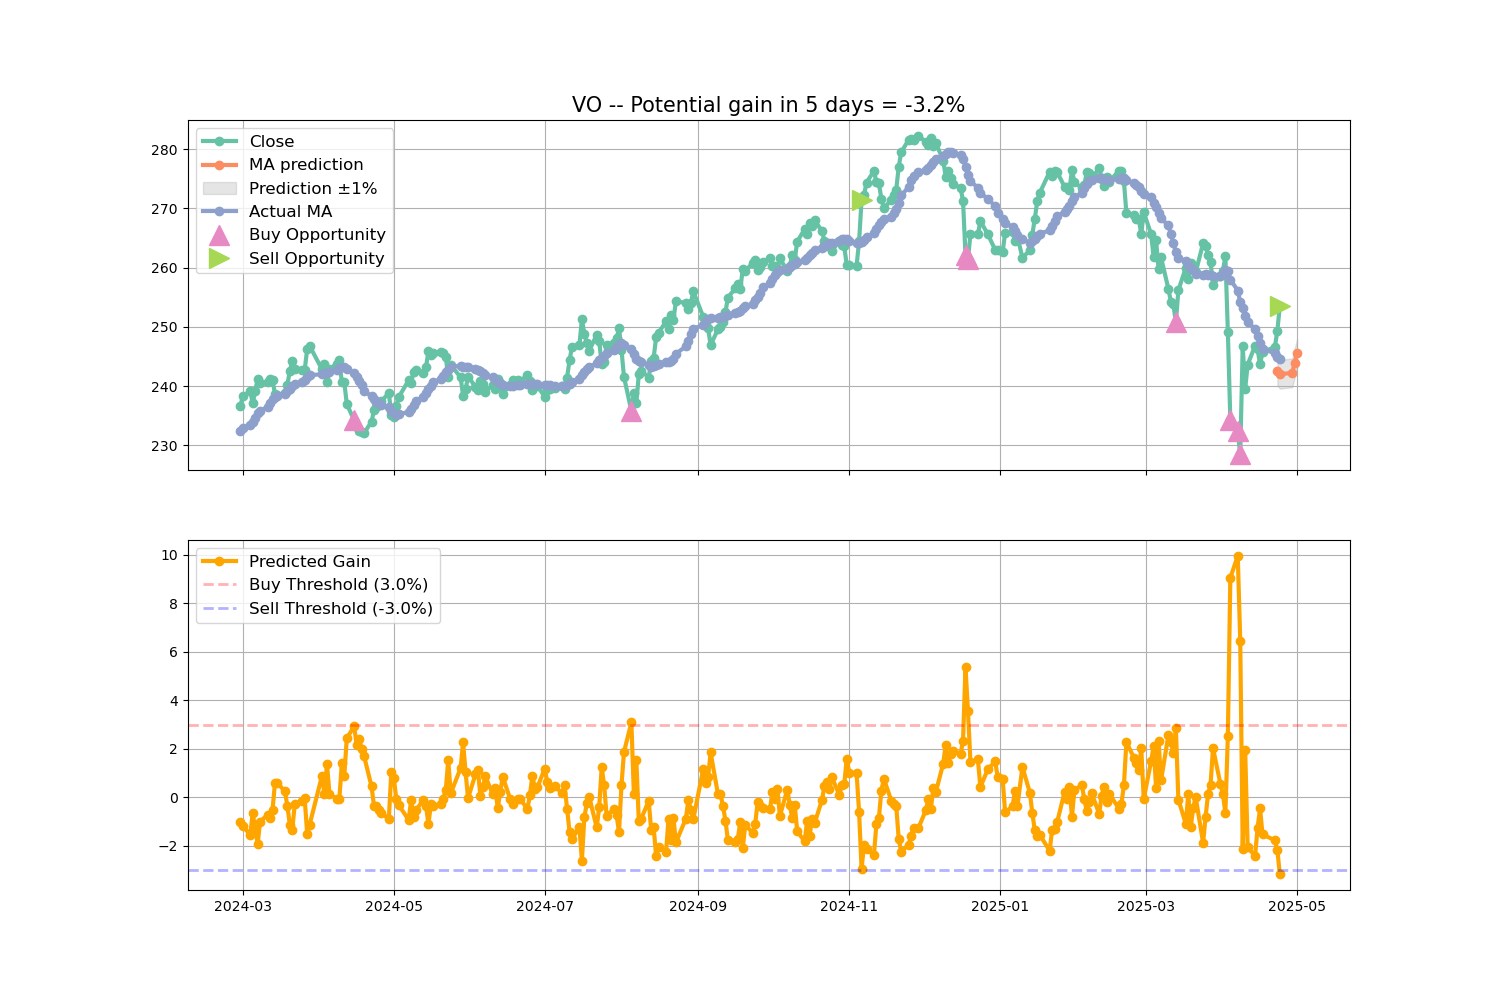 VO -- Potential gain in 5 days = -3.2%
Close
MA prediction
Prediction ±1%
Actual MA
Buy Opportunity
Sell Opportunity
280
270
260
250
240
230
Predicted Gain
Buy Threshold (3.0%)
Sell Threshold (-3.0%)
10
8
6
4
2
0
−2
2024-03 2024-05 2024-07 2024-09 2024-11 2025-01 2025-03 2025-05